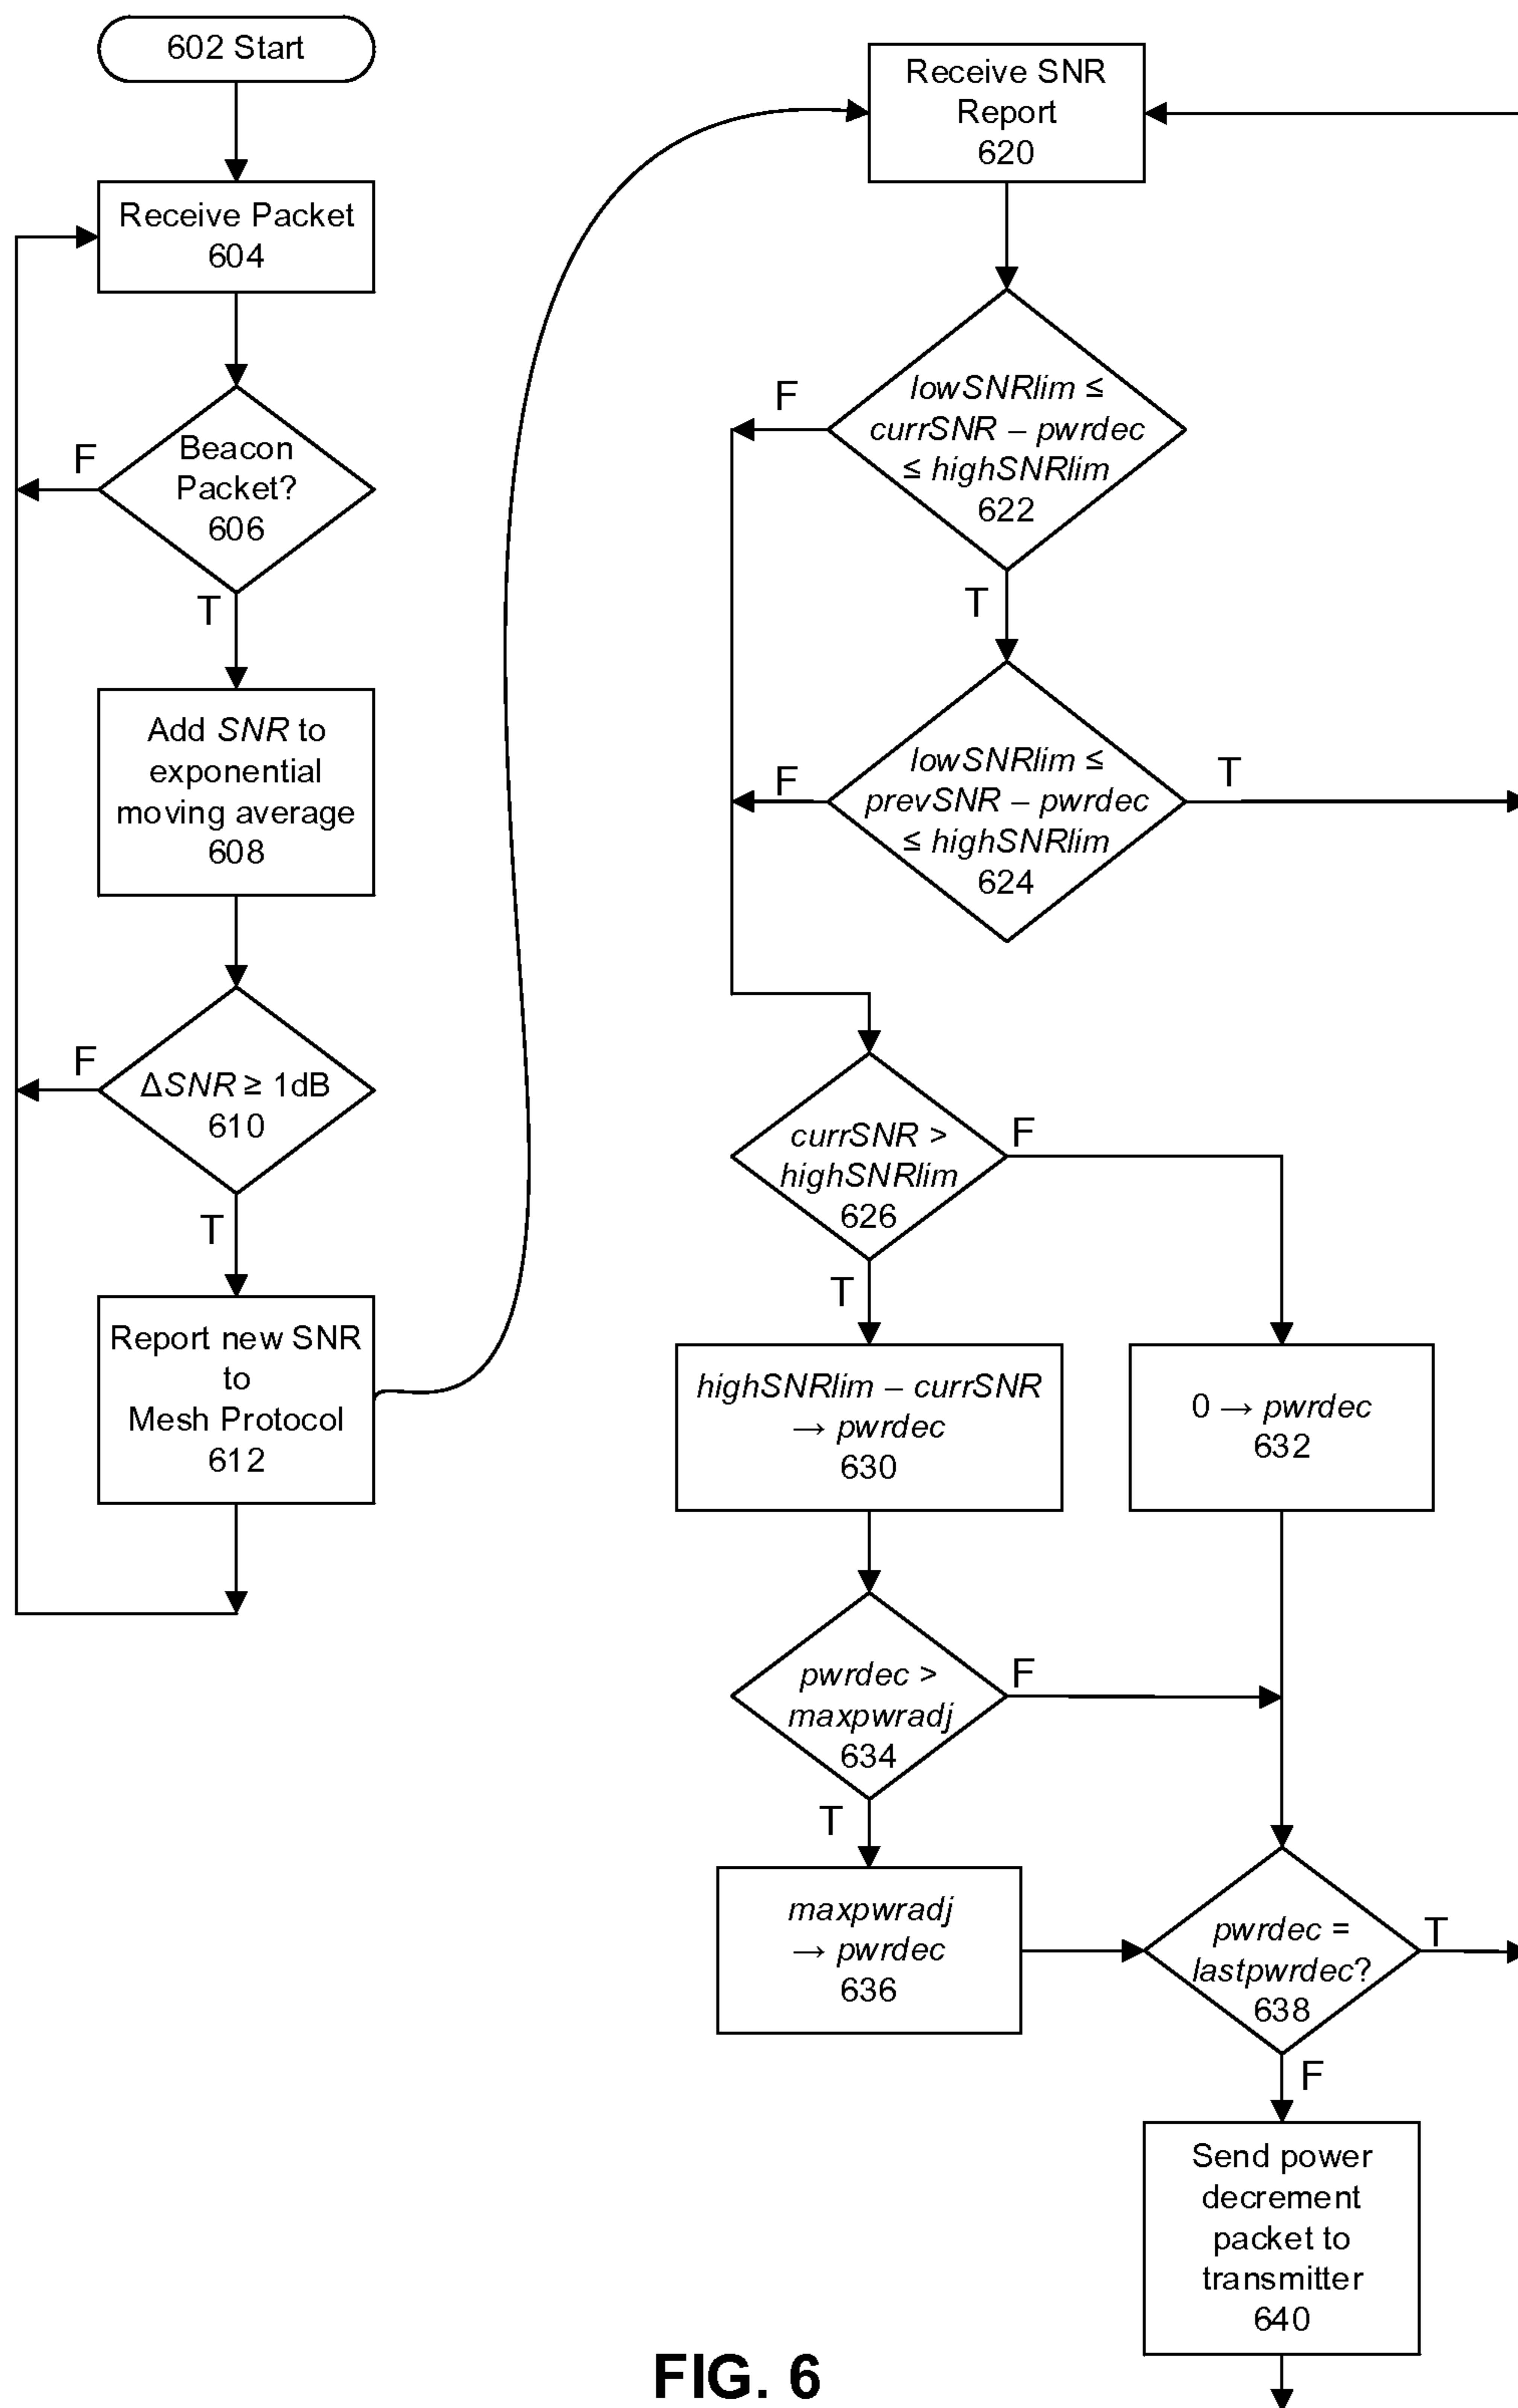 602 Start
Receive Packet
604
F
Beacon
Packet?
606
T
Add SNR to
exponential
moving average
608
F
ΔSNR ≥ 1dB
610
T
Report new SNR
to
Mesh Protocol
612
Receive SNR
Report
620
F
lowSNRlim ≤
currSNR – pwrdec
≤ highSNRlim
622
T
F
lowSNRlim ≤
prevSNR – pwrdec
≤ highSNRlim
624
T
currSNR >
highSNRlim
626
F
T
highSNRlim – currSNR
→ pwrdec
630
0 → pwrdec
632
pwrdec >
maxpwradj
634
F
T
maxpwradj
→ pwrdec
636
pwrdec =
lastpwrdec?
638
T
F
Send power
decrement
packet to
transmitter
640
FIG. 6